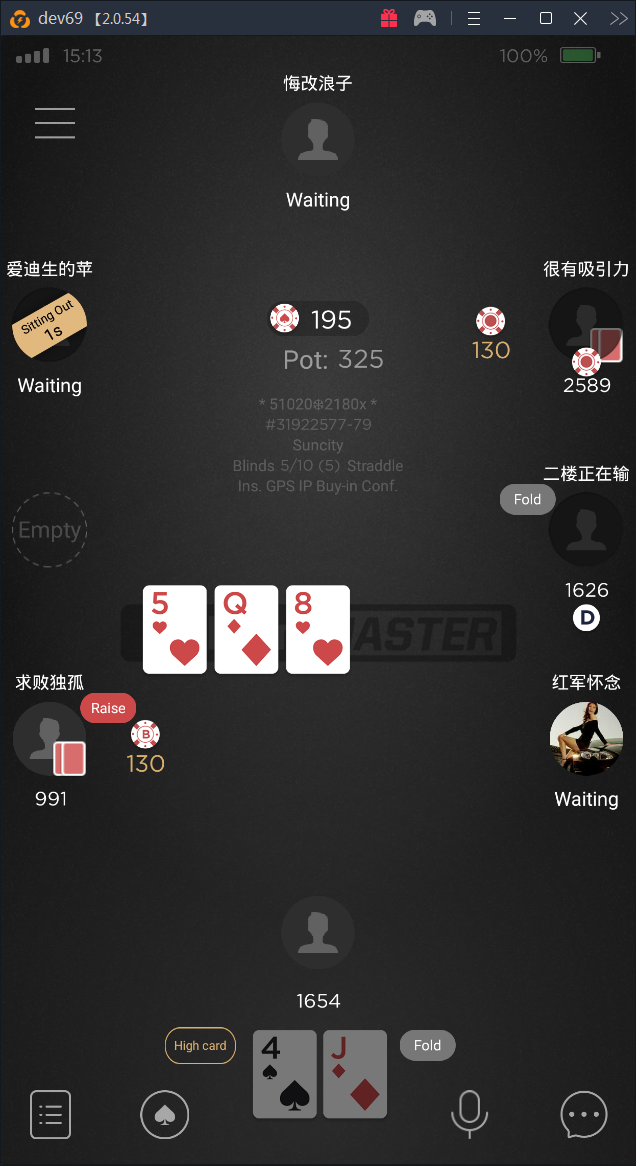 dev69 【2.0.54】
15:13
100%
悔改浪子
Waiting
爱迪生的苹
很有吸引力
Sitting Out
1s
195
130
Pot: 325
Waiting
2589
* 51020❄2180x *
#31922577-79
Suncity
Blinds 5/10 (5) Straddle
Ins. GPS IP Buy-in Conf.
二楼正在输
Fold
Empty
1626
D
5 Q 8
MASTER
求败独孤
红军怀念
Raise
B
130
991
Waiting
1654
High card
4 J
Fold